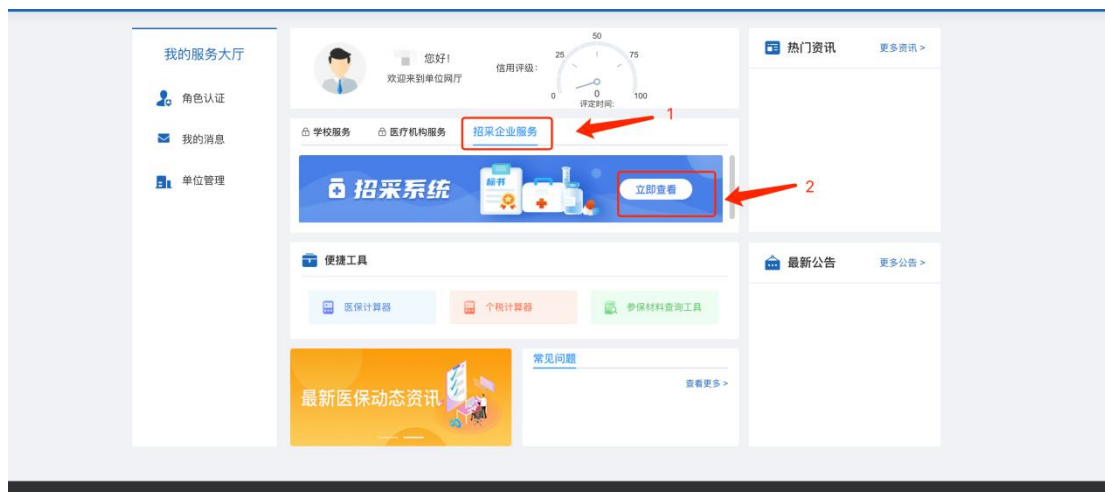 我的服务大厅
角色认证
我的消息
单位管理
您好!
欢迎来到单位网厅
信用评级:
0
25
50
75
100
0
评定时间:
学校服务
医疗机构服务
招采企业服务
1
招采系统
标书
立即查看
2
便捷工具
医保计算器
个税计算器
参保材料查询工具
最新医保动态资讯
常见问题
查看更多 >
热门资讯
更多资讯 >
最新公告
更多公告 >